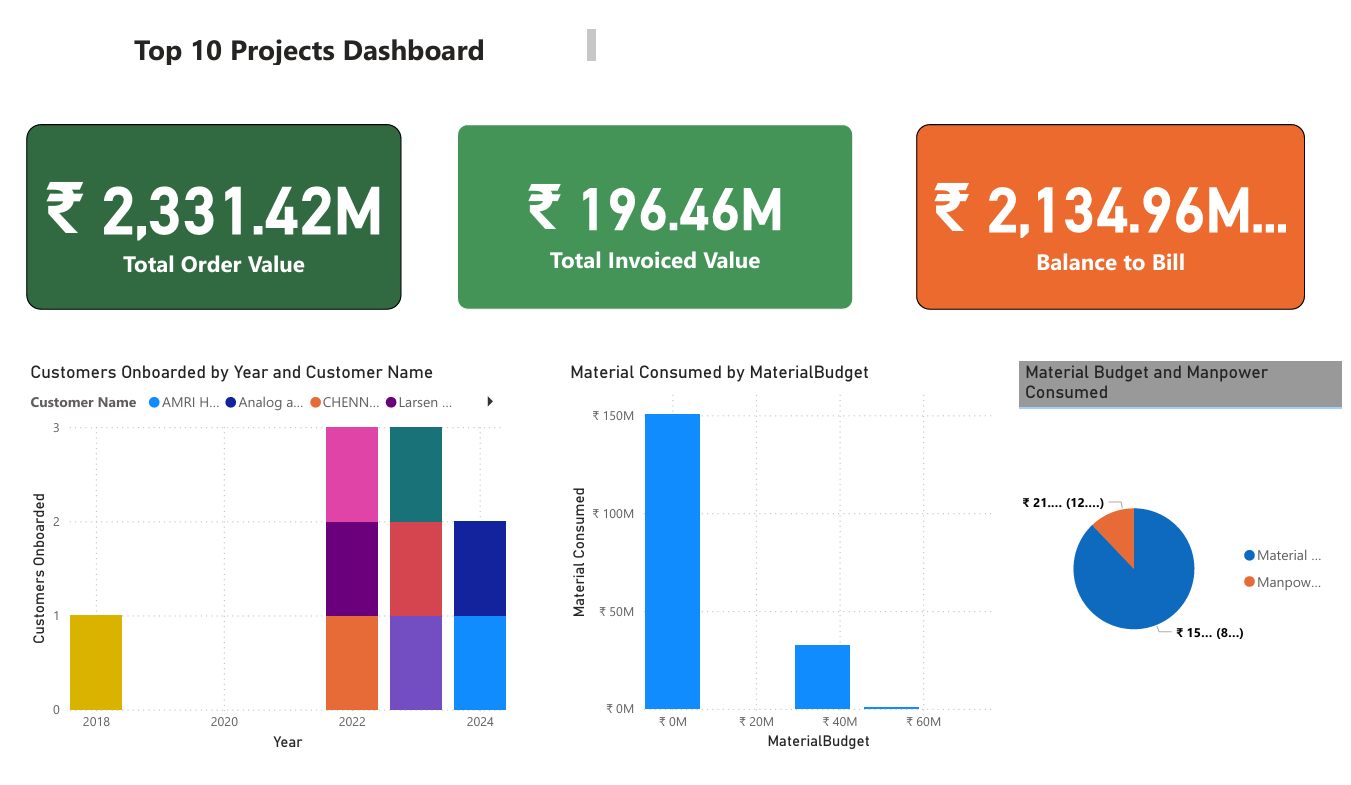 Top 10 Projects Dashboard
₹ 2,331.42M
Total Order Value
₹ 196.46M
Total Invoiced Value
₹ 2,134.96M...
Balance to Bill
Customers Onboarded by Year and Customer Name
Customer Name AMRI H... Analog a... CHENN... Larsen ...
3
2
1
0
Customers Onboarded
2018 2020 2022 2024
Year
Material Consumed by MaterialBudget
₹ 150M
₹ 100M
₹ 50M
₹ 0M
Material Consumed
₹ 0M ₹ 20M ₹ 40M ₹ 60M
MaterialBudget
Material Budget and Manpower
Consumed
₹ 21.... (12....)
Material ...
Manpow...
₹ 15... (8...)